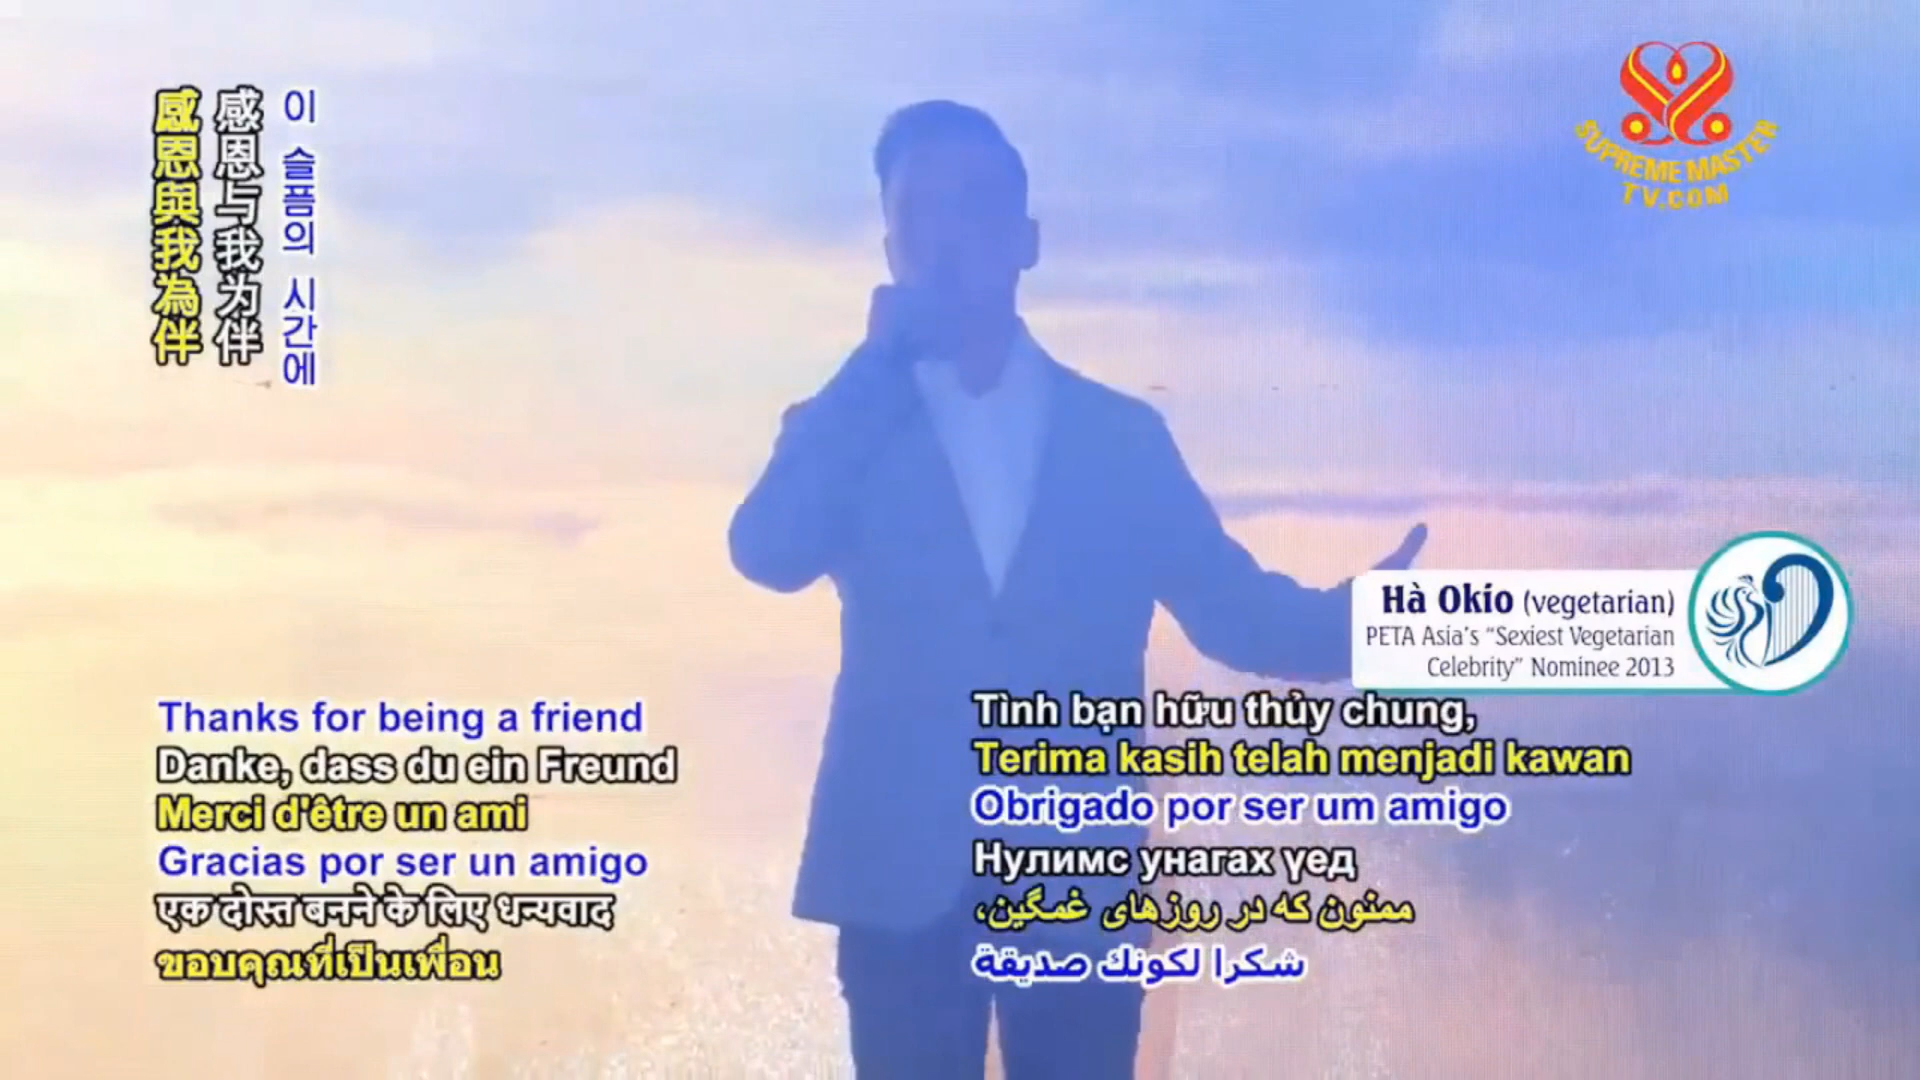 感恩與我為伴
感恩与我为伴
이 슬픔의 시간에
SUPREME MASTER
TV.COM
Hà Okío (vegetarian)
PETA Asia's “Sexiest Vegetarian
Celebrity” Nominee 2013
Thanks for being a friend
Danke, dass du ein Freund
Merci d'être un ami
Gracias por ser un amigo
एक दोस्त बनने के लिए धन्यवाद
ขอบคุณที่เป็นเพื่อน
Tình bạn hữu thủy chung,
Terima kasih telah menjadi kawan
Obrigado por ser um amigo
Нулимс унагах үед
ممنون که در روزهای غمگین،
شكرا لكونك صديقة